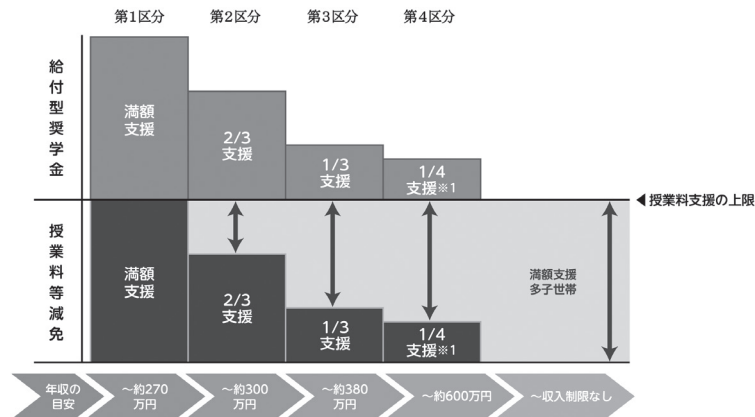 第1区分 第2区分 第3区分 第4区分
給付型奨学金
満額
支援
2/3
支援
1/3
支援
1/4
支援※1
◀授業料支援の上限
授業料等減免
満額
支援
2/3
支援
1/3
支援
1/4
支援※1
満額支援
多子世帯
年収の
目安
～約270
万円
～約300
万円
～約380
万円
～約600万円
～収入制限なし